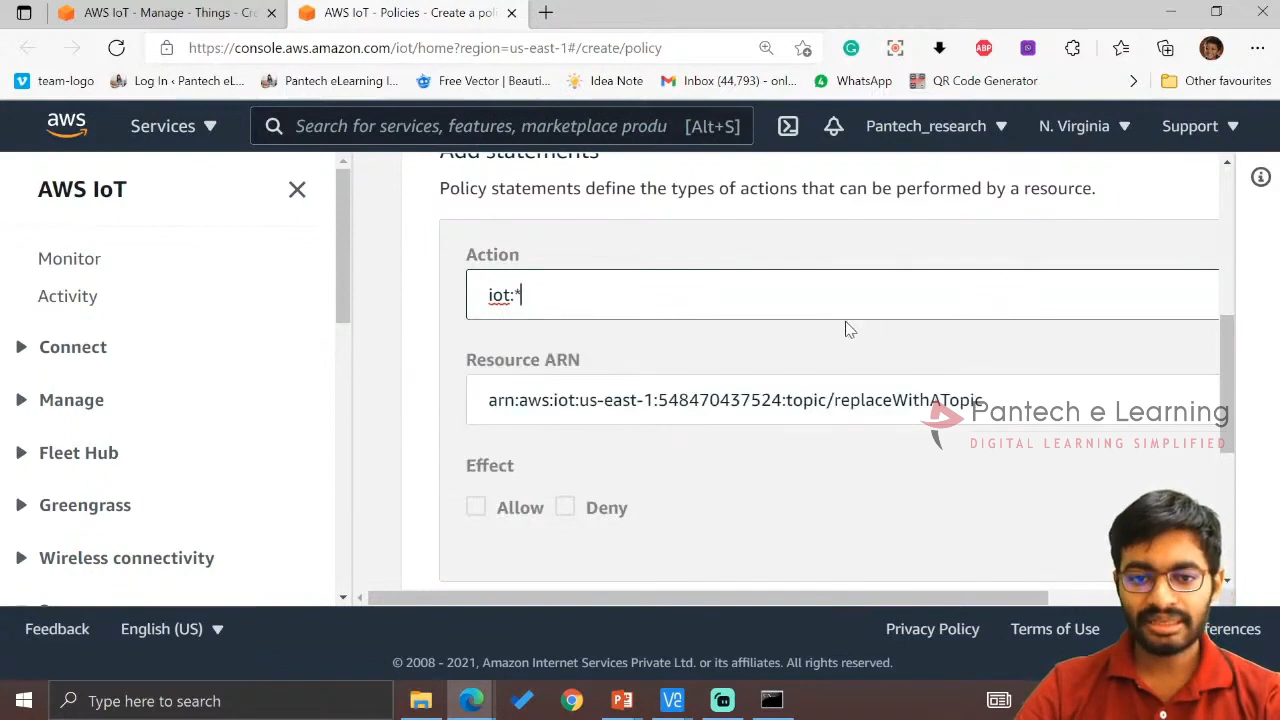 AWS IoT - Manage - Things - Cre
AWS IoT - Policies - Create a poli
https://console.aws.amazon.com/iot/home?region=us-east-1#/create/policy
ABP
team-logo
Log In ‹ Pantech eL...
Pantech eLearning I...
Free Vector | Beauti...
Idea Note
Inbox (44,793) - onl...
WhatsApp
QR Code Generator
Other favourites
aws
Services
Search for services, features, marketplace produ
[Alt+S]
Pantech_research
N. Virginia
Support
AWS IoT
Monitor
Activity
Connect
Manage
Fleet Hub
Greengrass
Wireless connectivity
Add statements
Policy statements define the types of actions that can be performed by a resource.
Action
iot:*
Resource ARN
arn:aws:iot:us-east-1:548470437524:topic/replaceWithATopic
Pantech e Learning
DIGITAL LEARNING SIMPLIFIED
Effect
Allow
Deny
Feedback
English (US)
Privacy Policy
Terms of Use
ferences
© 2008 - 2021, Amazon Internet Services Private Ltd. or its affiliates. All rights reserved.
Type here to search